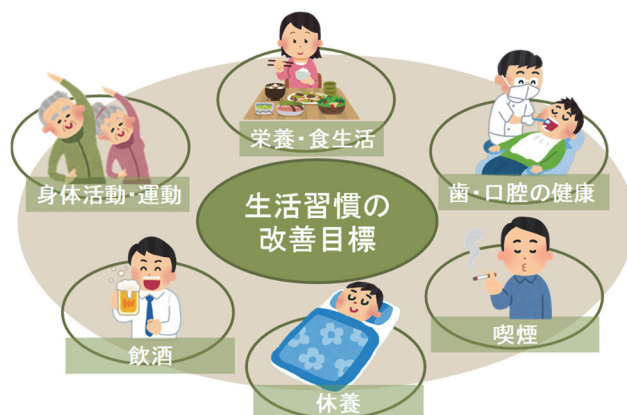 栄養・食生活
身体活動・運動
歯・口腔の健康
生活習慣の
改善目標
飲酒
喫煙
休養